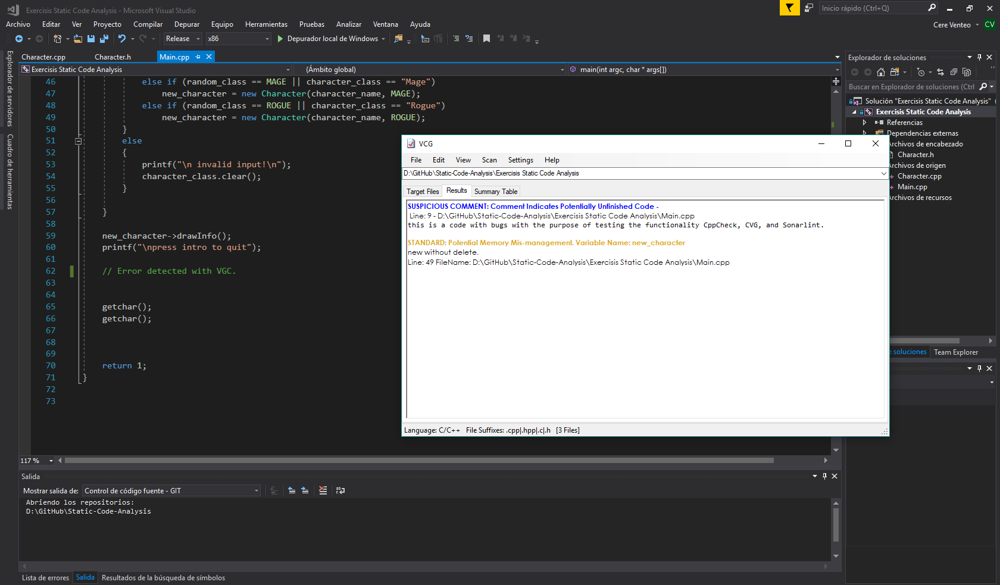 Exercisis Static Code Analysis - Microsoft Visual Studio
Inicio rápido (Ctrl+Q)
Archivo Editar Ver Proyecto Compilar Depurar Equipo Herramientas Pruebas Analizar Ventana Ayuda
Cere Venteo CV
Release x86 Depurador local de Windows
Explorador de servidores
Cuadro de herramientas
Character.cpp Character.h Main.cpp
Exercisis Static Code Analysis (Ámbito global) main(int argc, char * args[])
46 else if (random_class == MAGE || character_class == "Mage")
47 new_character = new Character(character_name, MAGE);
48 else if (random_class == ROGUE || character_class == "Rogue")
49 new_character = new Character(character_name, ROGUE);
50 }
51 else
52 {
53 printf("\n invalid input!\n");
54 character_class.clear();
55 }
56
57 }
58
59 new_character->drawInfo();
60 printf("\npress intro to quit");
61
62 // Error detected with VGC.
63
64
65 getchar();
66 getchar();
67
68
69
70 return 1;
71 }
72
73
117 %
VCG
File Edit View Scan Settings Help
D:\GitHub\Static-Code-Analysis\Exercisis Static Code Analysis
Target Files Results Summary Table
SUSPICIOUS COMMENT: Comment Indicates Potentially Unfinished Code -
Line: 9 - D:\GitHub\Static-Code-Analysis\Exercisis Static Code Analysis\Main.cpp
this is a code with bugs with the purpose of testing the functionality CppCheck, CVG, and Sonarlint.
STANDARD: Potential Memory Mis-management. Variable Name: new_character
new without delete.
Line: 49 FileName: D:\GitHub\Static-Code-Analysis\Exercisis Static Code Analysis\Main.cpp
Language: C/C++ File Suffixes: .cpp|.hpp|.c|.h [3 Files]
Explorador de soluciones
Buscar en Explorador de soluciones (Ctrl
Solución "Exercisis Static Code Analysis" (
Exercisis Static Code Analysis
Referencias
Dependencias externas
Archivos de encabezado
Character.h
Archivos de origen
Character.cpp
Main.cpp
Archivos de recursos
e soluciones Team Explorer
Salida
Mostrar salida de: Control de código fuente - GIT
Abriendo los repositorios:
D:\GitHub\Static-Code-Analysis
Lista de errores Salida Resultados de la búsqueda de símbolos